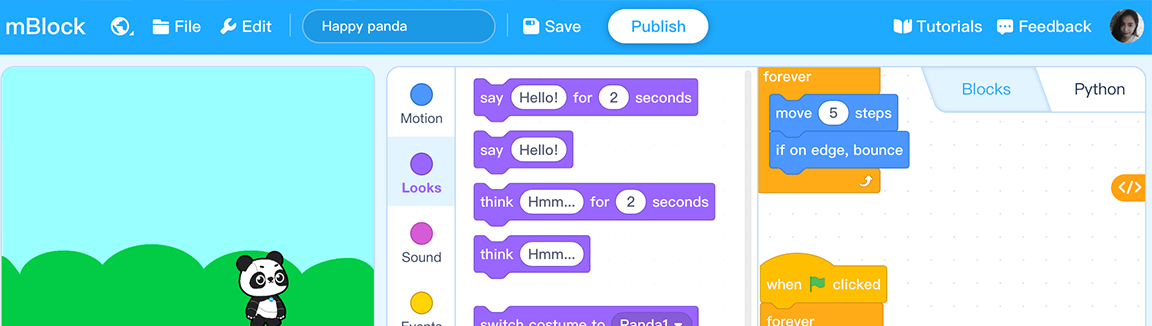 mBlock File Edit Happy panda Save Publish Tutorials Feedback
Motion
Looks
Sound
Events
say Hello! for 2 seconds
say Hello!
think Hmm... for 2 seconds
think Hmm...
switch costume to Panda1
forever
move 5 steps
if on edge, bounce
when clicked
forever
Blocks Python
</>